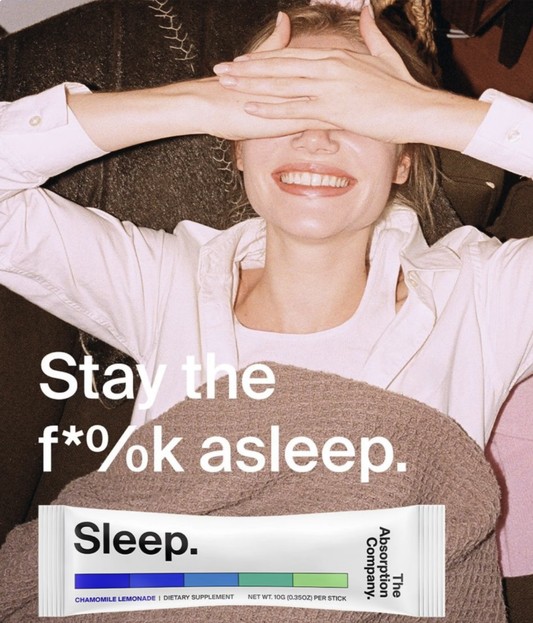 Stay the
f*%k asleep.
Sleep.
CHAMOMILE LEMONADE | DIETARY SUPPLEMENT NET WT. 10G (0.35OZ) PER STICK
The
Absorption
Company.